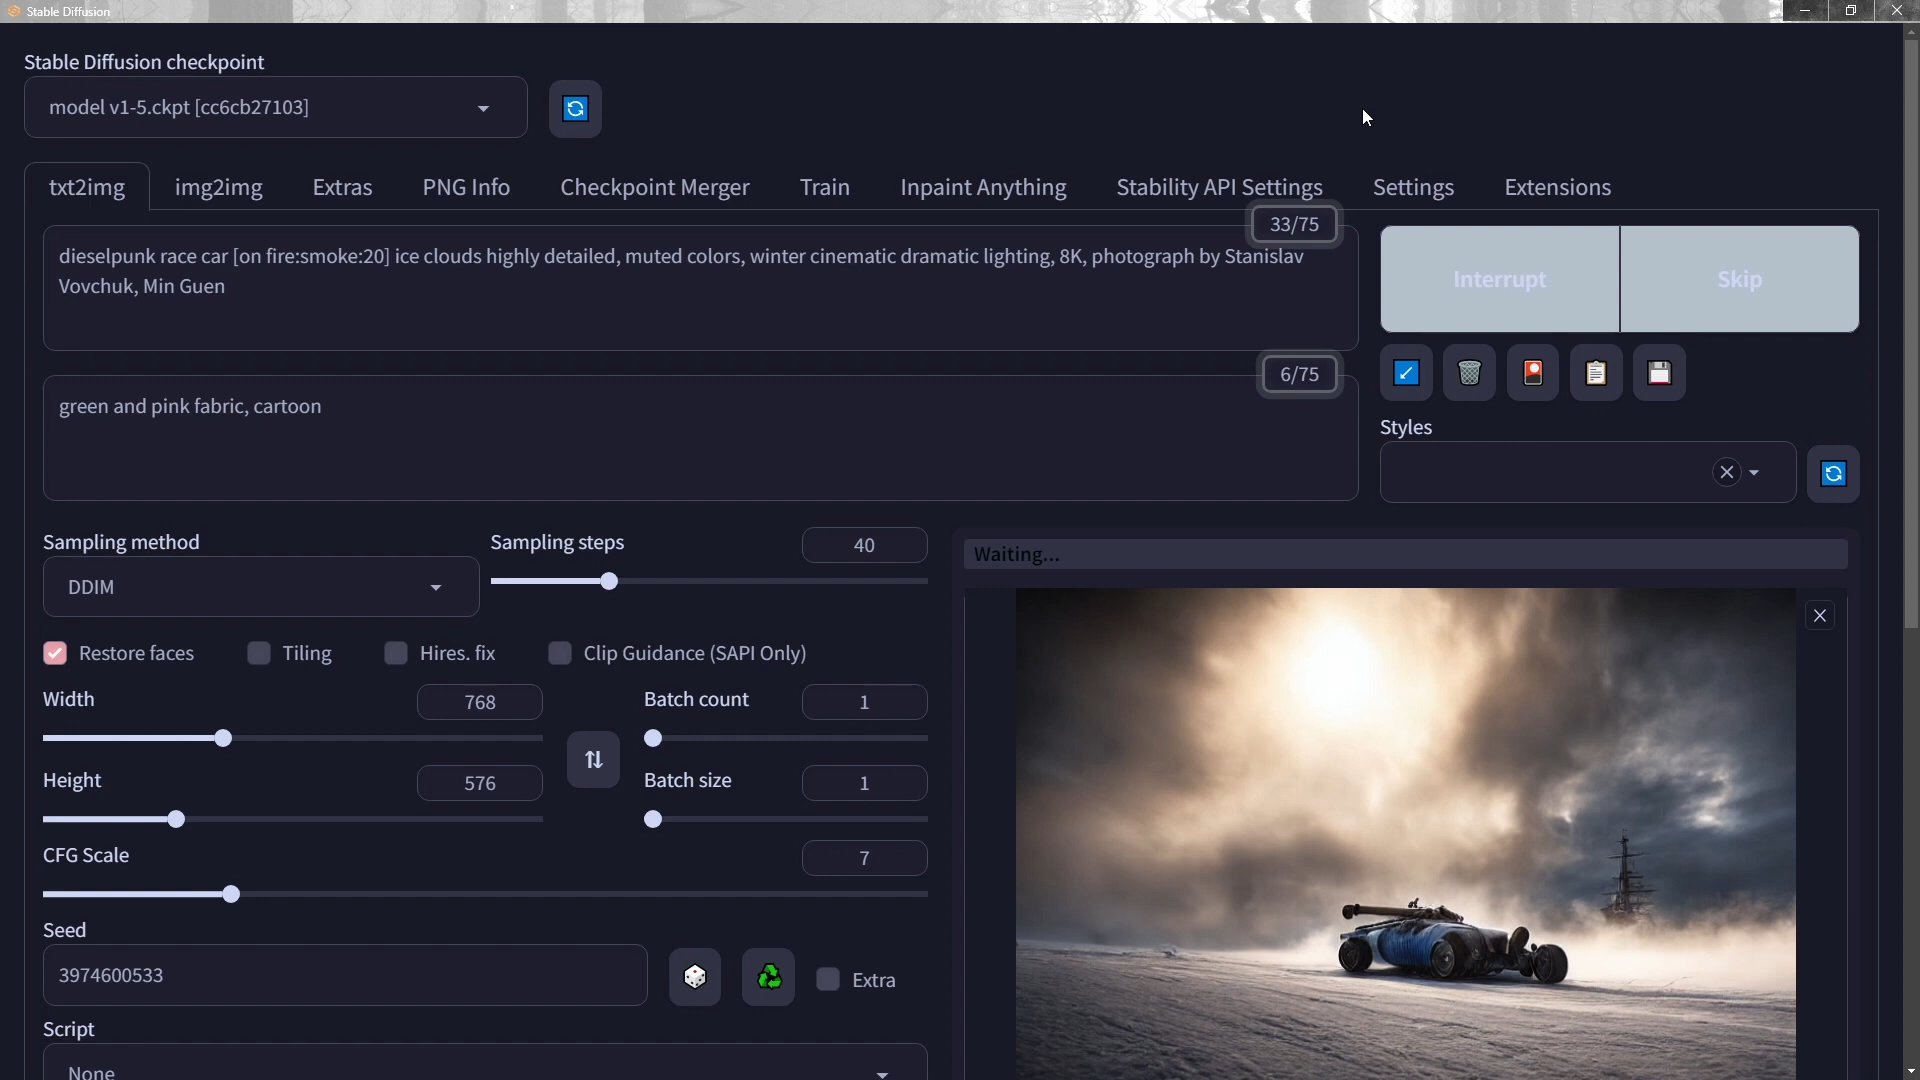 Stable Diffusion
Stable Diffusion checkpoint
model v1-5.ckpt [cc6cb27103]
txt2img
img2img
Extras
PNG Info
Checkpoint Merger
Train
Inpaint Anything
Stability API Settings
Settings
Extensions
33/75
dieselpunk race car [on fire:smoke:20] ice clouds highly detailed, muted colors, winter cinematic dramatic lighting, 8K, photograph by Stanislav
Vovchuk, Min Guen
Interrupt
Skip
6/75
green and pink fabric, cartoon
Styles
Sampling method
DDIM
Sampling steps
40
Waiting...
Restore faces
Tiling
Hires. fix
Clip Guidance (SAPI Only)
Width
768
Batch count
1
Height
576
Batch size
1
CFG Scale
7
Seed
3974600533
Extra
Script
None